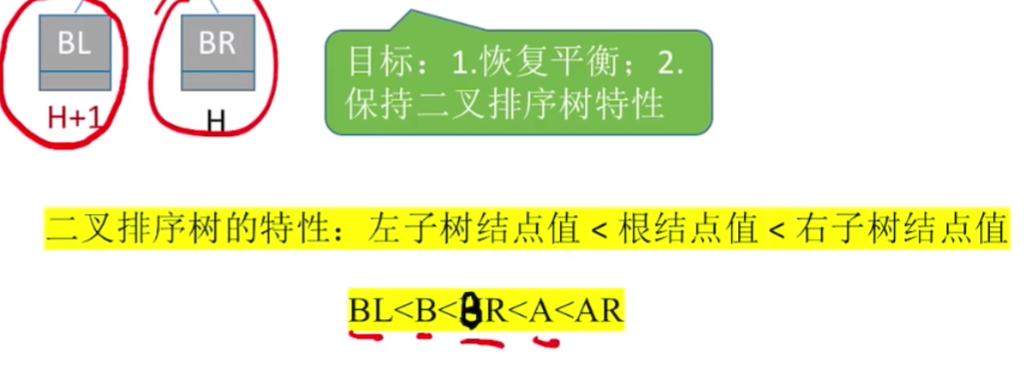 BL
BR
H+1
H
目标：1.恢复平衡；2.
保持二叉排序树特性
二叉排序树的特性：左子树结点值<根结点值<右子树结点值
BL<B<BR<A<AR